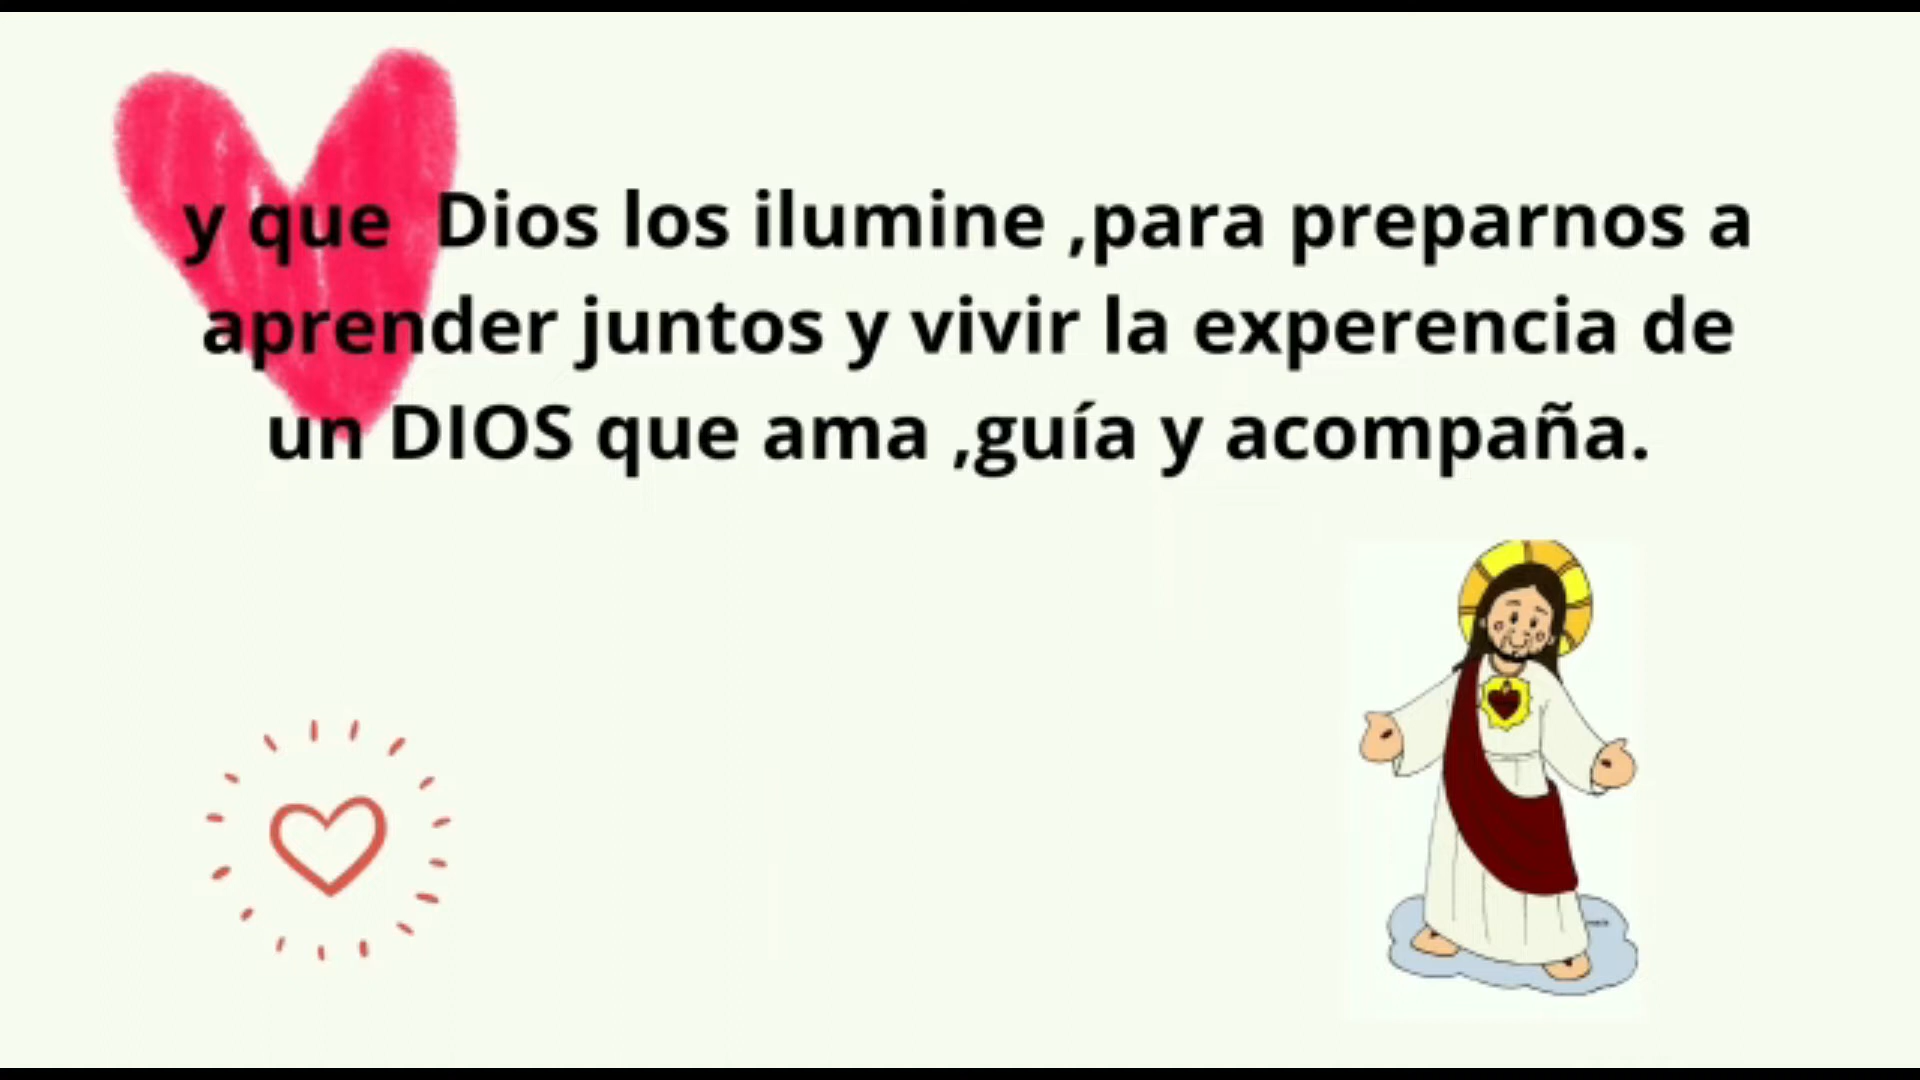 y que  Dios los ilumine ,para preparnos a
aprender juntos y vivir la experencia de
un DIOS que ama ,guía y acompaña.